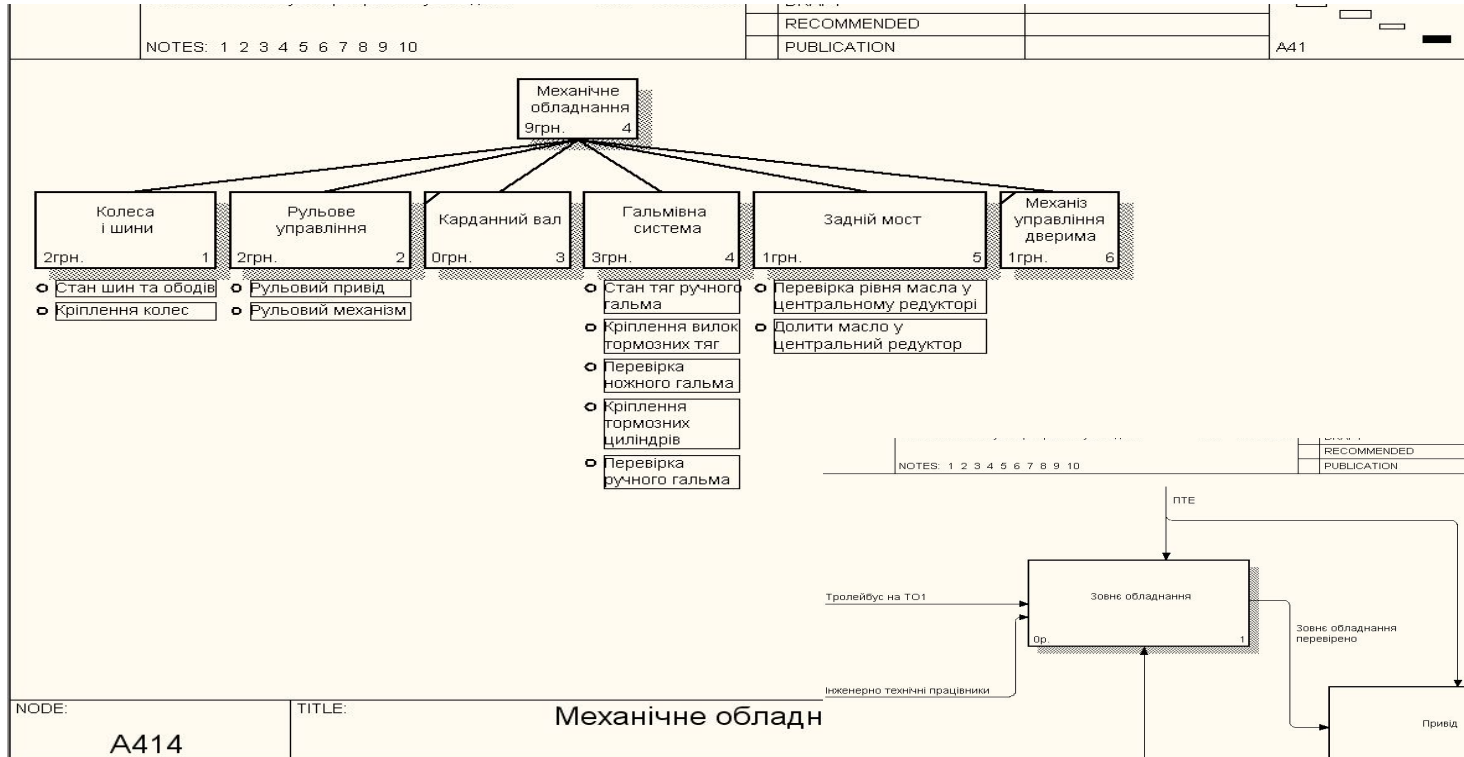 RECOMMENDED
NOTES: 1 2 3 4 5 6 7 8 9 10
PUBLICATION
A41
Механічне
обладнання
9грн. 4
Колеса
і шини
2грн. 1
Рульове
управління
2грн. 2
Карданний вал
0грн. 3
Гальмівна
система
3грн. 4
Задній мост
1грн. 5
Механіз
управління
дверима
1грн. 6
Стан шин та ободів
Кріплення колес
Рульовий привід
Рульовий механізм
Стан тяг ручного
гальма
Кріплення вилок
тормозних тяг
Перевірка
ножного гальма
Кріплення
тормозних
циліндрів
Перевірка
ручного гальма
Перевірка рівня масла у
центральному редукторі
Долити масло у
центральний редуктор
RECOMMENDED
NOTES: 1 2 3 4 5 6 7 8 9 10
PUBLICATION
ПТЕ
Тролейбус на ТО1
Зовнє обладнання
0р. 1
Зовнє обладнання
перевірено
Інженерно технічні працівники
Привід
NODE:
TITLE:
Механічне обладн
A414